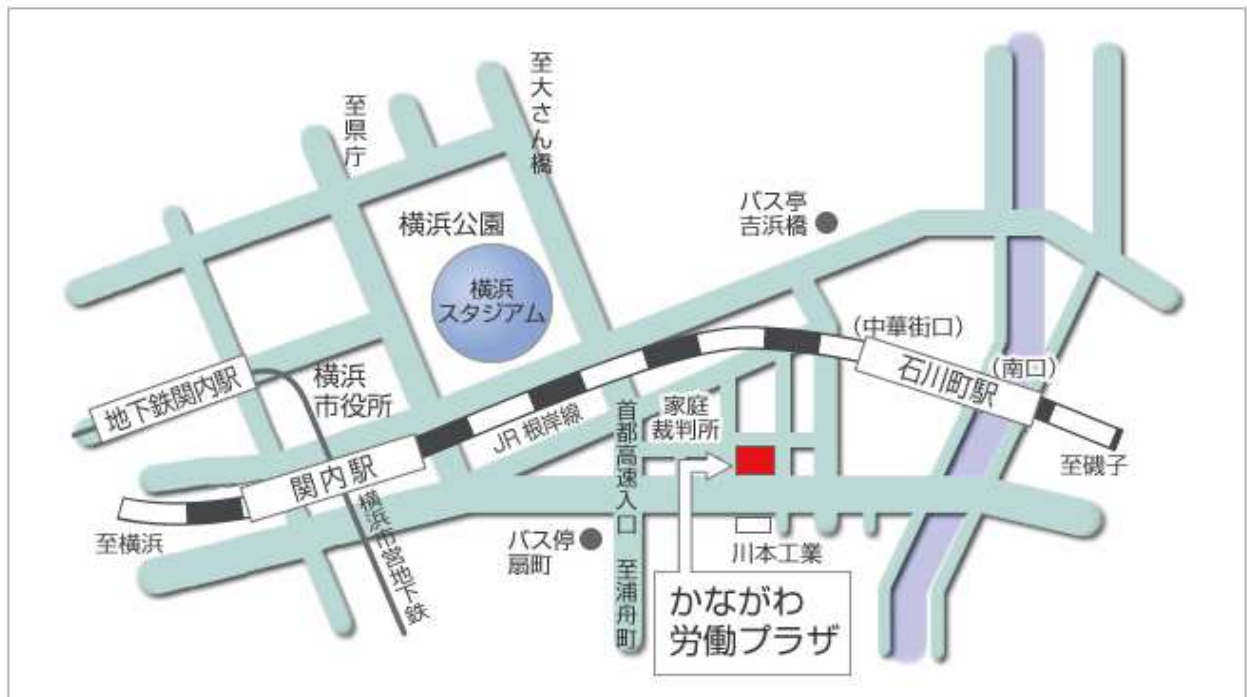 至大さん橋
至県庁
バス亭
吉浜橋
横浜公園
横浜
スタジアム
(中華街口)
石川町駅
(南口)
至磯子
地下鉄関内駅
横浜
市役所
JR 根岸線
家庭
裁判所
首都高速入口
至浦舟町
関内駅
至横浜
横浜市営地下鉄
バス停
扇町
川本工業
かながわ
労働プラザ